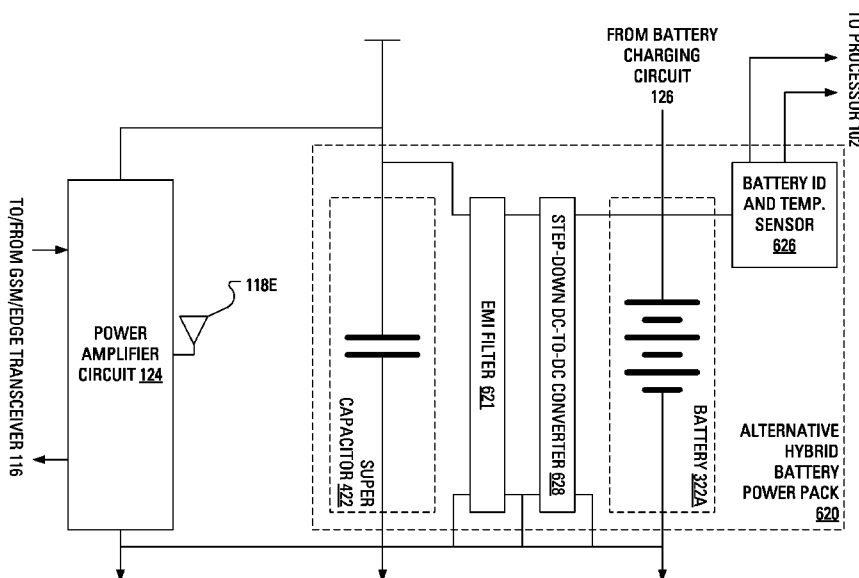 FROM BATTERY
CHARGING
CIRCUIT
126
TO PROCESSOR 102
BATTERY ID
AND TEMP.
SENSOR
626
TO/FROM GSM/EDGE TRANSCEIVER 116
118E
POWER
AMPLIFIER
CIRCUIT 124
SUPER
CAPACITOR 422
EMI FILTER 621
STEP-DOWN DC-TO-DC CONVERTER 628
BATTERY 322A
ALTERNATIVE
HYBRID
BATTERY
POWER PACK 620